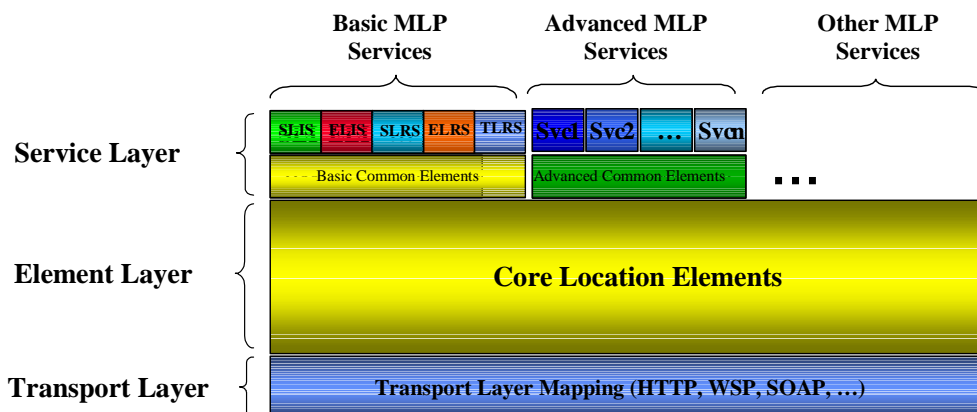 Basic MLP Services
Advanced MLP Services
Other MLP Services
Service Layer
SLIS ELIS SLRS ELRS TLRS
Svc1 Svc2 ... Svcn
Basic Common Elements
Advanced Common Elements
...
Element Layer
Core Location Elements
Transport Layer
Transport Layer Mapping (HTTP, WSP, SOAP, ...)